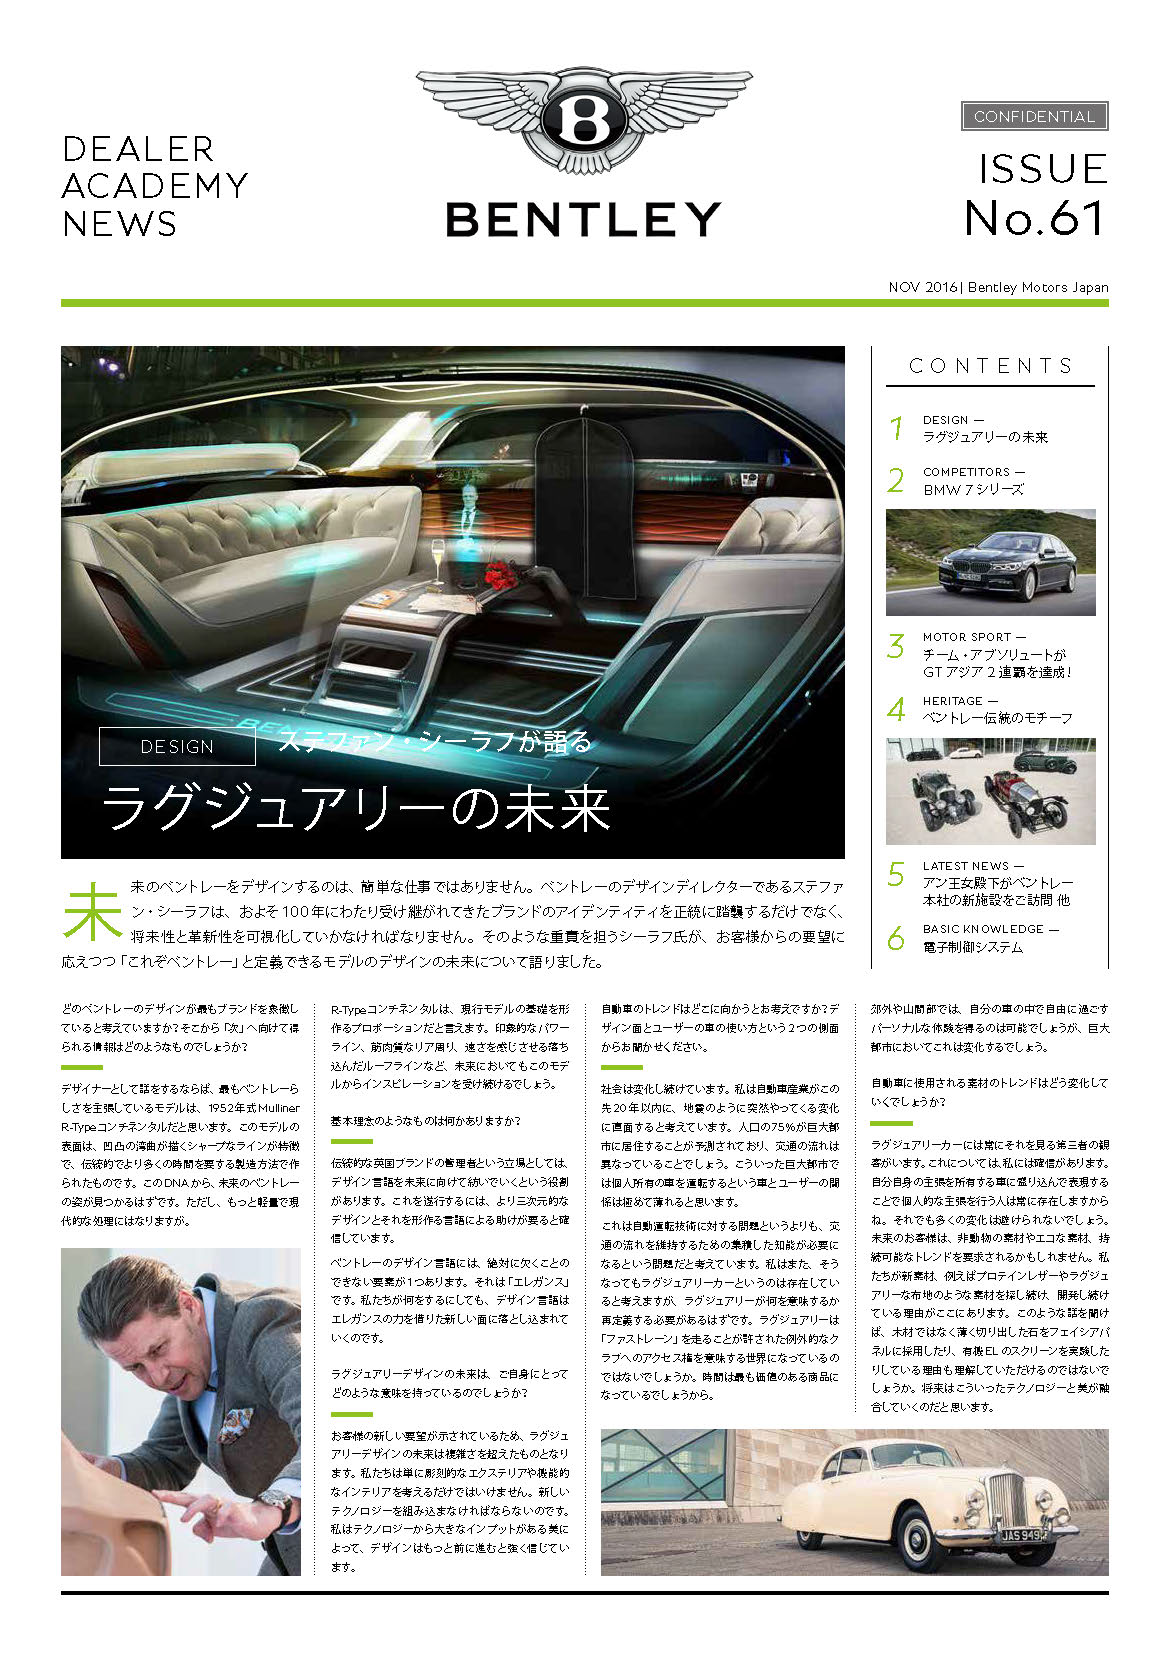 DEALER
ACADEMY
NEWS
B
BENTLEY
CONFIDENTIAL
ISSUE
No.61
NOV 2016| Bentley Motors Japan
DESIGN
ステファン・シーラフが語る
ラグジュアリーの未来
CONTENTS
1 DESIGN —
ラグジュアリーの未来
2 COMPETITORS —
BMW 7シリーズ
3 MOTOR SPORT —
チーム・アブソリュートが
GTアジア2連覇を達成！
4 HERITAGE —
ベントレー伝統のモチーフ
5 LATEST NEWS —
アン王女殿下がベントレー
本社の新施設をご訪問 他
6 BASIC KNOWLEDGE —
電子制御システム
未来のベントレーをデザインするのは、簡単な仕事ではありません。ベントレーのデザインディレクターであるステファ
ン・シーラフは、およそ100年にわたり受け継がれてきたブランドのアイデンティティを正統に踏襲するだけでなく、
将来性と革新性を可視化していかなければなりません。そのような重責を担うシーラフ氏が、お客様からの要望に
応えつつ「これぞベントレー」と定義できるモデルのデザインの未来について語りました。
どのベントレーのデザインが最もブランドを象徴し
ていると考えていますか？そこから「次」へ向けて得
られる情報はどのようなものでしょうか？
デザイナーとして話をするならば、最もベントレーら
しさを主張しているモデルは、1952年式Mulliner
R-Typeコンチネンタルだと思います。このモデルの
表面は、凹凸の湾曲が描くシャープなラインが特徴
で、伝統的でより多くの時間を要する製造方法で作
られたものです。このDNAから、未来のベントレー
の姿が見つかるはずです。ただし、もっと軽量で現
代的な処理にはなりますが。
R-Typeコンチネンタルは、現行モデルの基礎を形
作るプロポーションだと言えます。印象的なパワー
ライン、筋肉質なリア周り、速さを感じさせる落ち
込んだルーフラインなど、未来においてもこのモデ
ルからインスピレーションを受け続けるでしょう。
基本理念のようなものは何かありますか？
伝統的な英国ブランドの管理者という立場としては、
デザイン言語を未来に向けて紡いでいくという役割
があります。これを遂行するには、より三次元的な
デザインとそれを形作る言語による助けが要ると確
信しています。
ベントレーのデザイン言語には、絶対に欠くことの
できない要素が1つあります。それは「エレガンス」
です。私たちが何をするにしても、デザイン言語は
エレガンスの力を借りた新しい面に落とし込まれて
いくのです。
ラグジュアリーデザインの未来は、ご自身にとって
どのような意味を持っているのでしょうか？
お客様の新しい要望が示されているため、ラグジュ
アリーデザインの未来は複雑さを超えたものとなり
ます。私たちは単に彫刻的なエクステリアや機能的
なインテリアを考えるだけではいけません。新しい
テクノロジーを組み込まなければならないのです。
私はテクノロジーから大きなインプットがある美に
よって、デザインはもっと前に進むと強く信じてい
ます。
自動車のトレンドはどこに向かうとお考えですか？デ
ザイン面とユーザーの車の使い方という2つの側面
からお聞かせください。
社会は変化し続けています。私は自動車産業がこの
先20年以内に、地震のように突然やってくる変化
に直面すると考えています。人口の75%が巨大都
市に居住することが予測されており、交通の流れは
異なっていることでしょう。こういった巨大都市で
は個人所有の車を運転するという車とユーザーの関
係は極めて薄れると思います。
これは自動運転技術に対する問題というよりも、交
通の流れを維持するための集積した知能が必要に
なるという問題だと考えています。私はまた、そう
なってもラグジュアリーカーというのは存在してい
ると考えますが、ラグジュアリーが何を意味するか
再定義する必要があるはずです。ラグジュアリーは
「ファストレーン」を走ることが許された例外的なク
ラブへのアクセス権を意味する世界になっているの
ではないでしょうか。時間は最も価値のある商品に
なっているでしょうから。
郊外や山間部では、自分の車の中で自由に過ごす
パーソナルな体験を得るのは可能でしょうが、巨大
都市においてこれは変化するでしょう。
自動車に使用される素材のトレンドはどう変化して
いくでしょうか？
ラグジュアリーカーには常にそれを見る第三者の観
客がいます。これについては、私には確信があります。
自分自身の主張を所有する車に盛り込んで表現する
ことで個人的な主張を行う人は常に存在しますから
ね。それでも多くの変化は避けられないでしょう。
未来のお客様は、非動物の素材やエコな素材、持
続可能なトレンドを要求されるかもしれません。私
たちが新素材、例えばプロテインレザーやラグジュ
アリーな布地のような素材を探し続け、開発し続け
ている理由がここにあります。このような話を聞け
ば、木材ではなく薄く切り出した石をフェイシアパ
ネルに採用したり、有機ELのスクリーンを実験した
りしている理由も理解していただけるのではないで
しょうか。将来はこういったテクノロジーと美が融
合していくのだと思います。
JAS 949